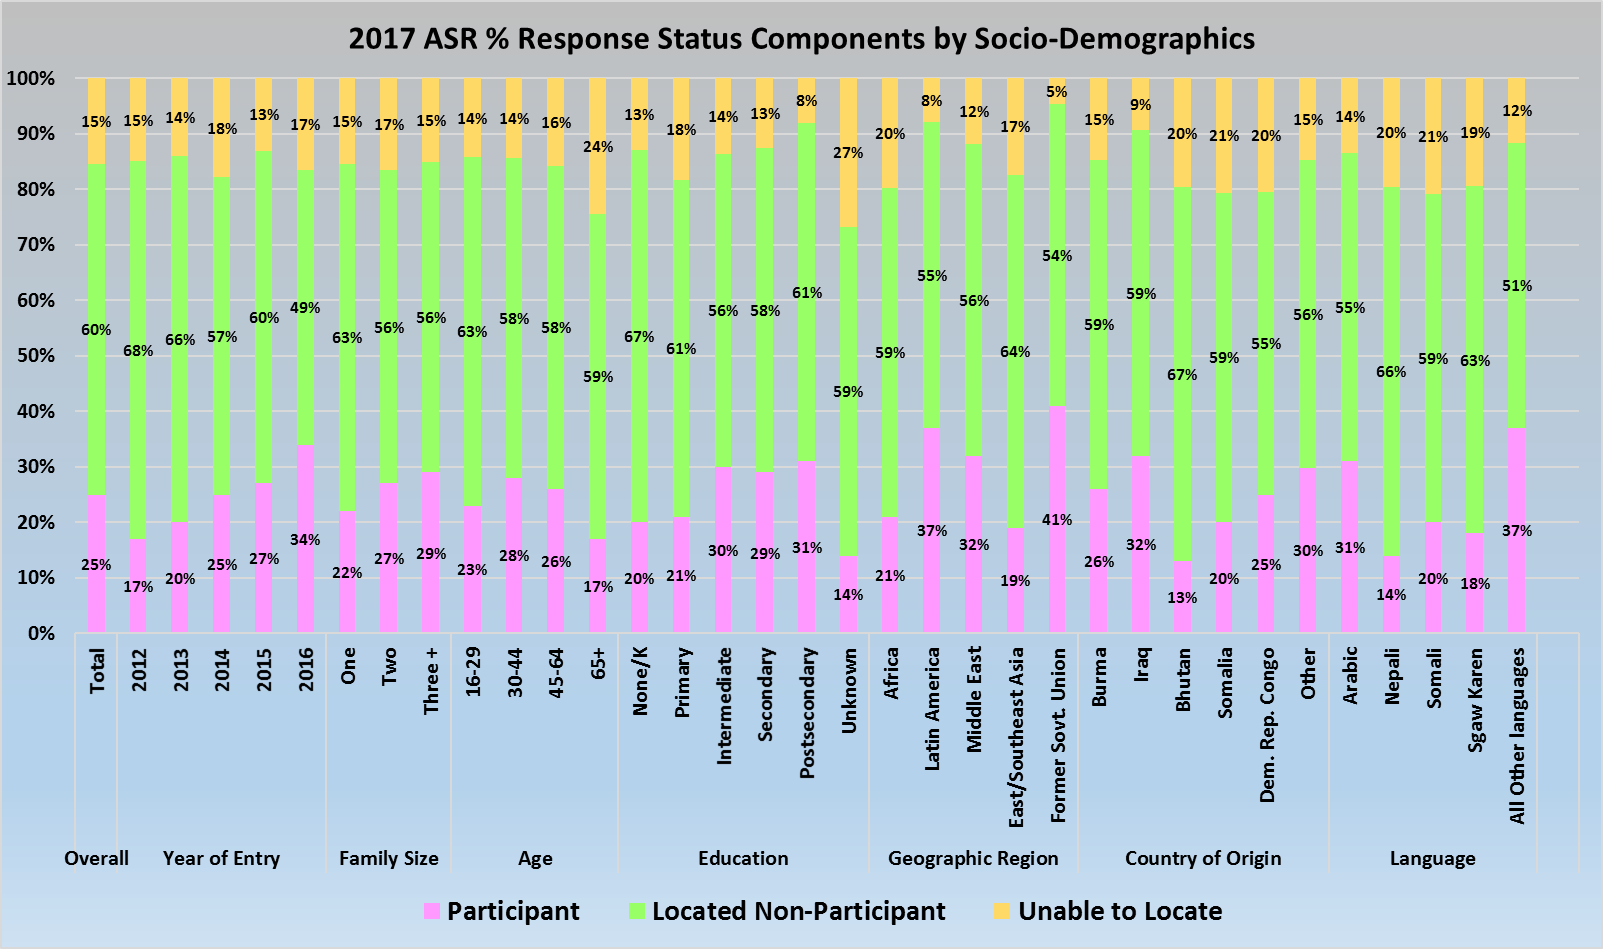 2017 ASR % Response Status Components by Socio-Demographics
100%
90%
80%
70%
60%
50%
40%
30%
20%
10%
0%
15% 15% 14% 18% 13% 17% 15% 17% 15% 14% 14% 16% 24% 13% 18% 14% 13% 8% 27% 20% 8% 12% 17% 5% 15% 9% 20% 21% 20% 15% 14% 20% 21% 19% 12%
60% 68% 66% 57% 60% 49% 63% 56% 56% 63% 58% 58% 59% 67% 61% 56% 58% 61% 59% 59% 55% 56% 64% 54% 59% 59% 67% 59% 55% 56% 55% 66% 59% 63% 51%
25% 17% 20% 25% 27% 34% 22% 27% 29% 23% 28% 26% 17% 20% 21% 30% 29% 31% 14% 21% 37% 32% 19% 41% 26% 32% 13% 20% 25% 30% 31% 14% 20% 18% 37%
Total
2012
2013
2014
2015
2016
One
Two
Three +
16-29
30-44
45-64
65+
None/K
Primary
Intermediate
Secondary
Postsecondary
Unknown
Africa
Latin America
Middle East
East/Southeast Asia
Former Sovt. Union
Burma
Iraq
Bhutan
Somalia
Dem. Rep. Congo
Other
Arabic
Nepali
Somali
Sgaw Karen
All Other languages
Overall Year of Entry Family Size Age Education Geographic Region Country of Origin Language
Participant Located Non-Participant Unable to Locate